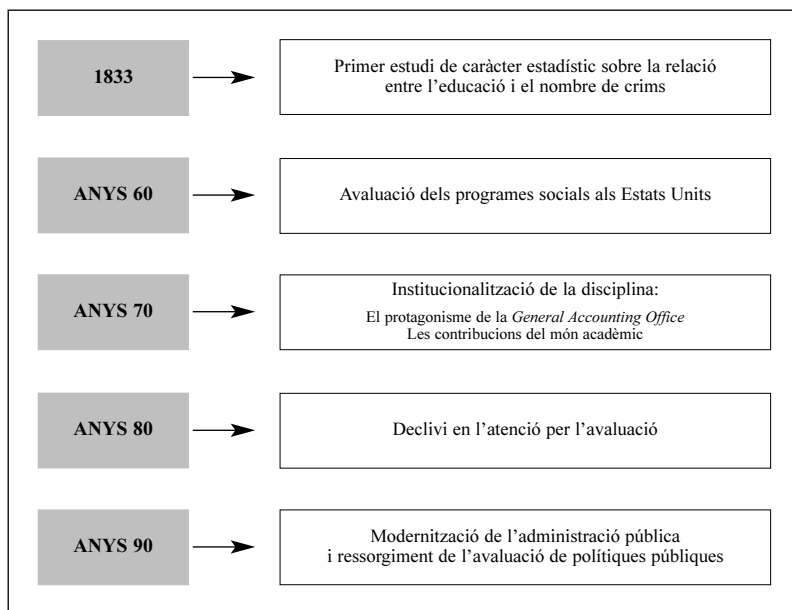 1833
Primer estudi de caràcter estadístic sobre la relació
entre l’educació i el nombre de crims
ANYS 60
Avaluació dels programes socials als Estats Units
ANYS 70
Institucionalització de la disciplina:
El protagonisme de la General Accounting Office
Les contribucions del món acadèmic
ANYS 80
Declivi en l’atenció per l’avaluació
ANYS 90
Modernització de l’administració pública
i ressorgiment de l’avaluació de polítiques públiques